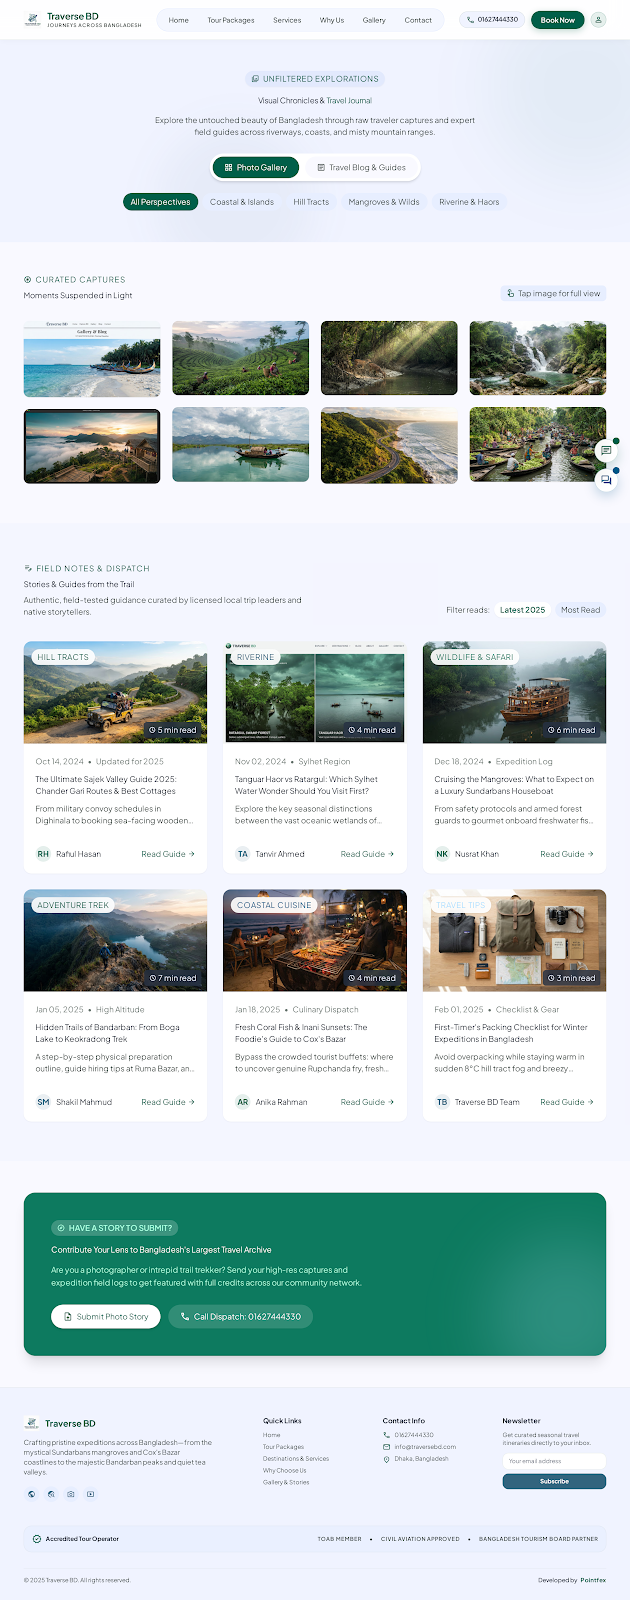 Traverse BD
JOURNEYS ACROSS BANGLADESH
Home
Tour Packages
Services
Why Us
Gallery
Contact
01627444330
Book Now
UNFILTERED EXPLORATIONS
Visual Chronicles & Travel Journal
Explore the untouched beauty of Bangladesh through raw traveler captures and expert
field guides across riverways, coasts, and misty mountain ranges.
Photo Gallery
Travel Blog & Guides
All Perspectives
Coastal & Islands
Hill Tracts
Mangroves & Wilds
Riverine & Haors
CURATED CAPTURES
Moments Suspended in Light
Tap image for full view
Traverse BD
Gallery & Blog
FIELD NOTES & DISPATCH
Stories & Guides from the Trail
Authentic, field-tested guidance curated by licensed local trip leaders and
native storytellers.
Filter reads:
Latest 2025
Most Read
HILL TRACTS
5 min read
Oct 14, 2024 • Updated for 2025
The Ultimate Sajek Valley Guide 2025:
Chander Gari Routes & Best Cottages
From military convoy schedules in
Dighinala to booking sea-facing wooden...
RH
Rafiul Hasan
Read Guide →
TRAVERSE BD
RIVERINE
RATARGUL SWAMP FOREST
TANGUAR HAOR
4 min read
Nov 02, 2024 • Sylhet Region
Tanguar Haor vs Ratargul: Which Sylhet
Water Wonder Should You Visit First?
Explore the key seasonal distinctions
between the vast oceanic wetlands of...
TA
Tanvir Ahmed
Read Guide →
WILDLIFE & SAFARI
6 min read
Dec 18, 2024 • Expedition Log
Cruising the Mangroves: What to Expect on
a Luxury Sundarbans Houseboat
From safety protocols and armed forest
guards to gourmet onboard freshwater fis...
NK
Nusrat Khan
Read Guide →
ADVENTURE TREK
7 min read
Jan 05, 2025 • High Altitude
Hidden Trails of Bandarban: From Boga
Lake to Keokradong Trek
A step-by-step physical preparation
outline, guide hiring tips at Ruma Bazar, an...
SM
Shakil Mahmud
Read Guide →
COASTAL CUISINE
4 min read
Jan 18, 2025 • Culinary Dispatch
Fresh Coral Fish & Inani Sunsets: The
Foodie's Guide to Cox's Bazar
Bypass the crowded tourist buffets: where
to uncover genuine Rupchanda fry, fresh...
AR
Anika Rahman
Read Guide →
TRAVEL TIPS
3 min read
Feb 01, 2025 • Checklist & Gear
First-Timer's Packing Checklist for Winter
Expeditions in Bangladesh
Avoid overpacking while staying warm in
sudden 8°C hill tract fog and breezy...
TB
Traverse BD Team
Read Guide →
HAVE A STORY TO SUBMIT?
Contribute Your Lens to Bangladesh's Largest Travel Archive
Are you a photographer or intrepid trail trekker? Send your high-res captures and
expedition field logs to get featured with full credits across our community network.
Submit Photo Story
Call Dispatch: 01627444330
Traverse BD
Crafting pristine expeditions across Bangladesh—from the
mystical Sundarbans mangroves and Cox's Bazar
coastlines to the majestic Bandarban peaks and quiet tea
valleys.
Quick Links
Home
Tour Packages
Destinations & Services
Why Choose Us
Gallery & Stories
Contact Info
01627444330
info@traversebd.com
Dhaka, Bangladesh
Newsletter
Get curated seasonal travel
itineraries directly to your inbox.
Your email address
Subscribe
Accredited Tour Operator
TOAB MEMBER • CIVIL AVIATION APPROVED • BANGLADESH TOURISM BOARD PARTNER
© 2025 Traverse BD. All rights reserved.
Developed by Pointfex